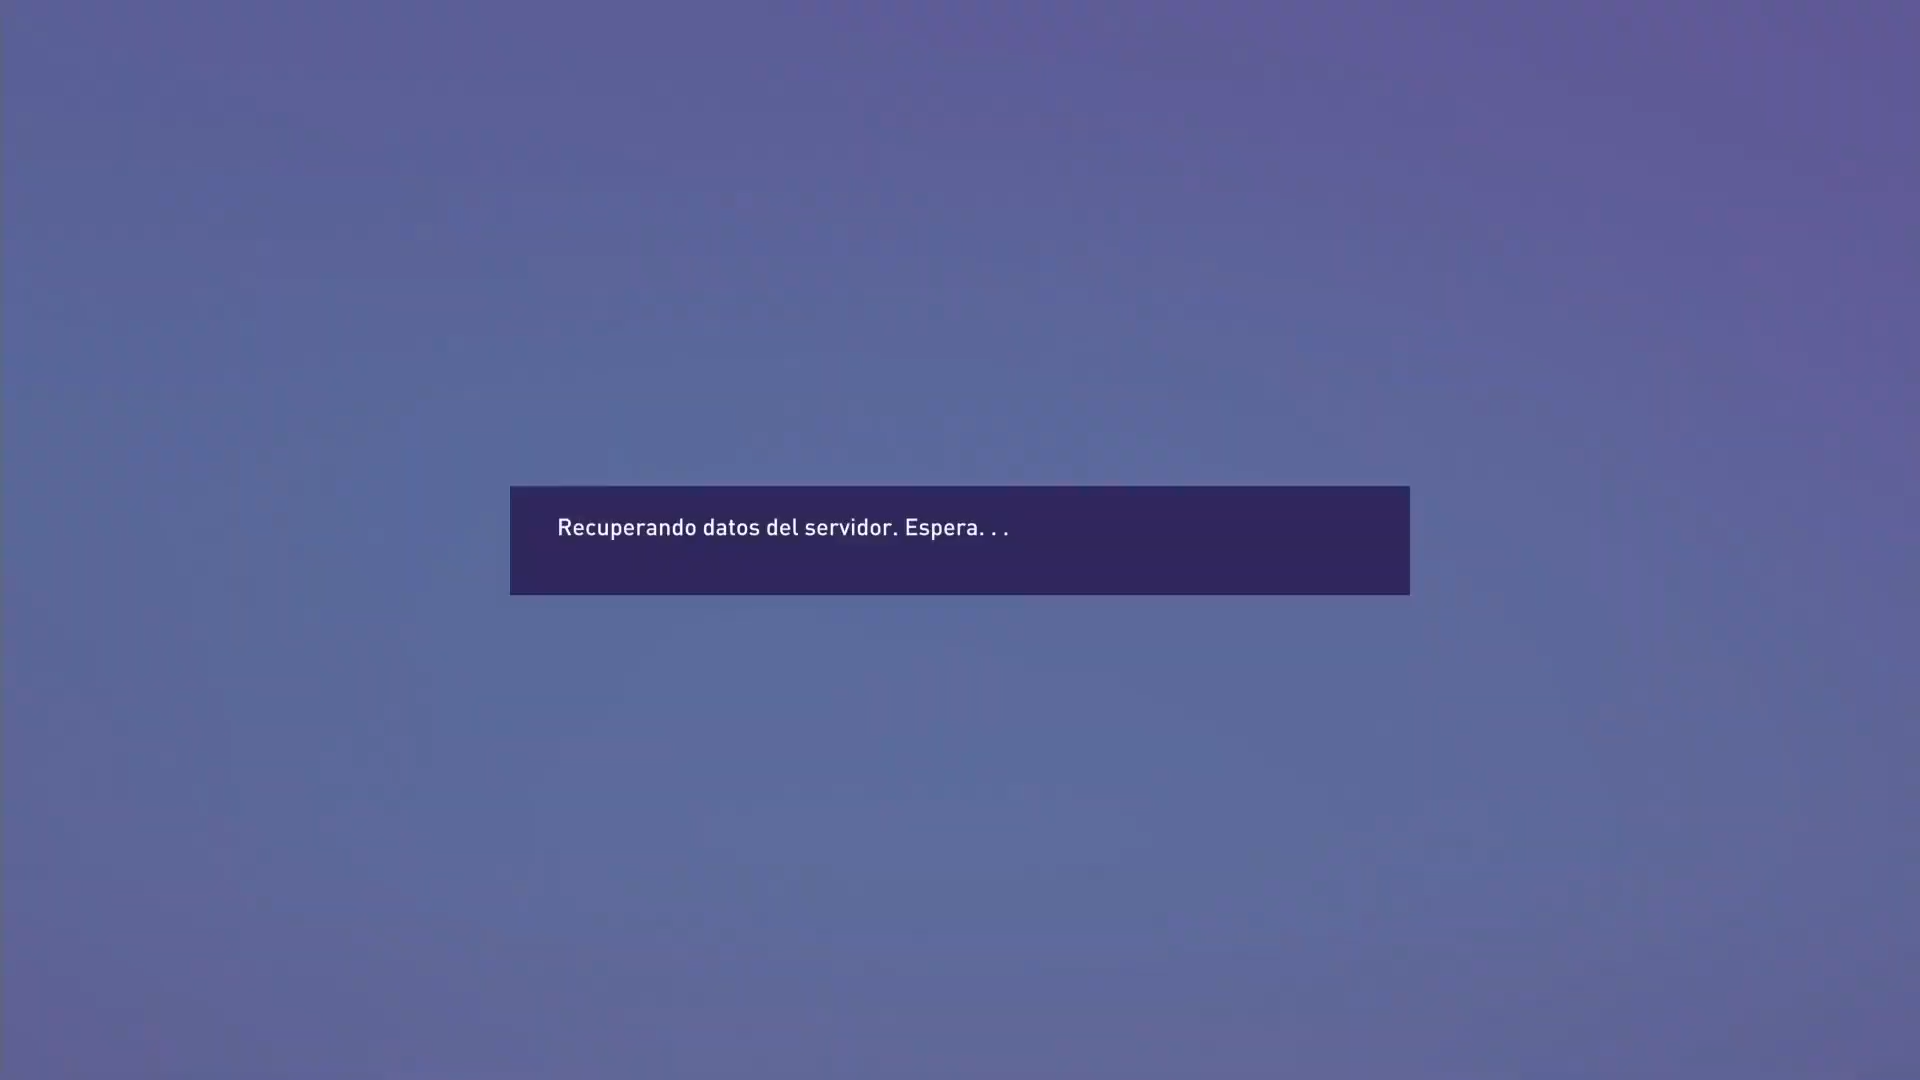 Recuperando datos del servidor. Espera. . .